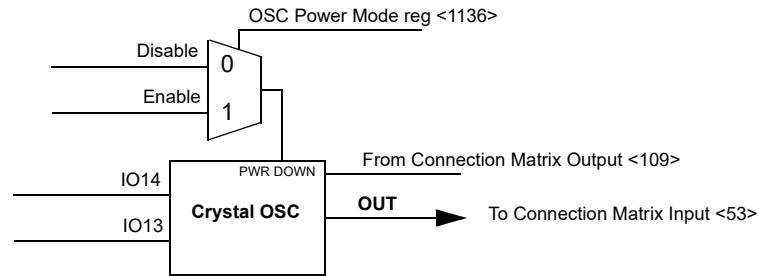 OSC Power Mode reg <1136>
Disable
0
Enable
1
PWR DOWN
From Connection Matrix Output <109>
IO14
Crystal OSC
OUT
To Connection Matrix Input <53>
IO13